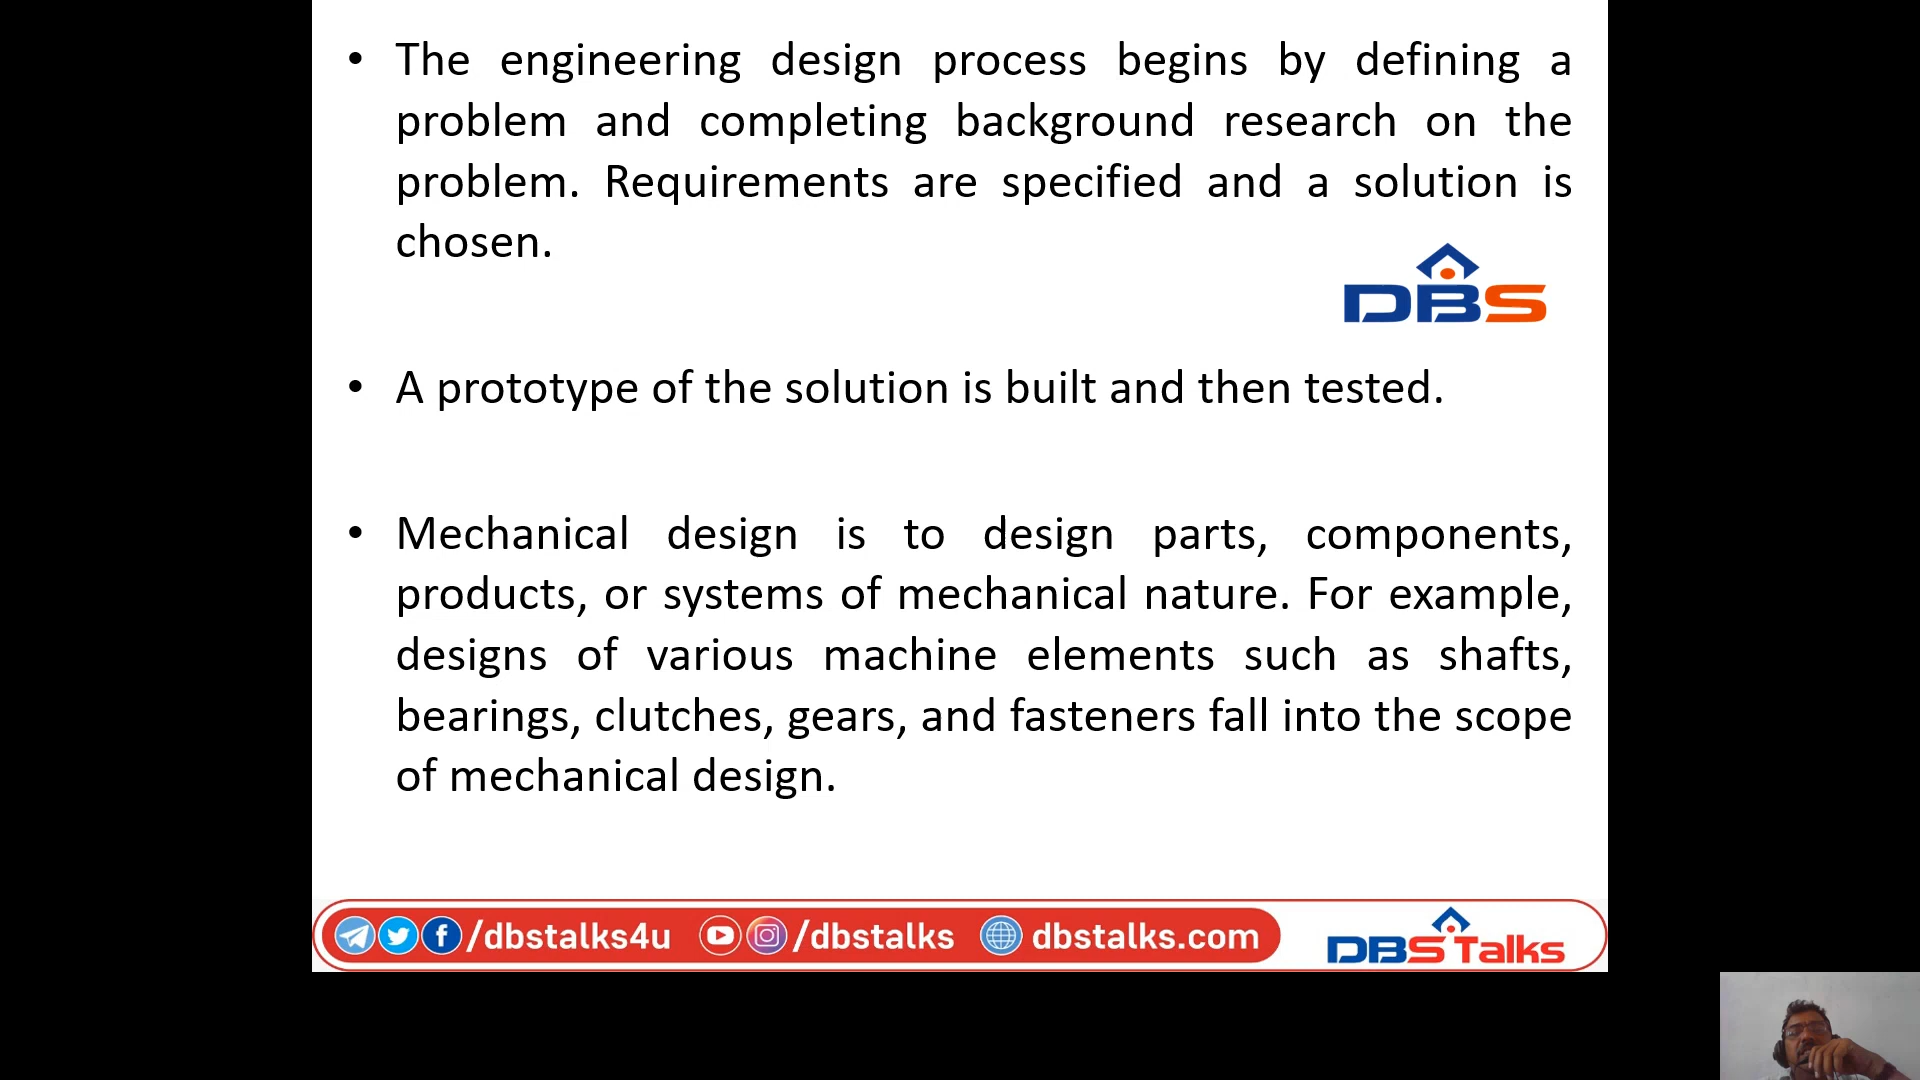 • The engineering design process begins by defining a
problem and completing background research on the
problem. Requirements are specified and a solution is
chosen.
DBS
• A prototype of the solution is built and then tested.
• Mechanical design is to design parts, components,
products, or systems of mechanical nature. For example,
designs of various machine elements such as shafts,
bearings, clutches, gears, and fasteners fall into the scope
of mechanical design.
/dbstalks4u /dbstalks dbstalks.com DBS Talks